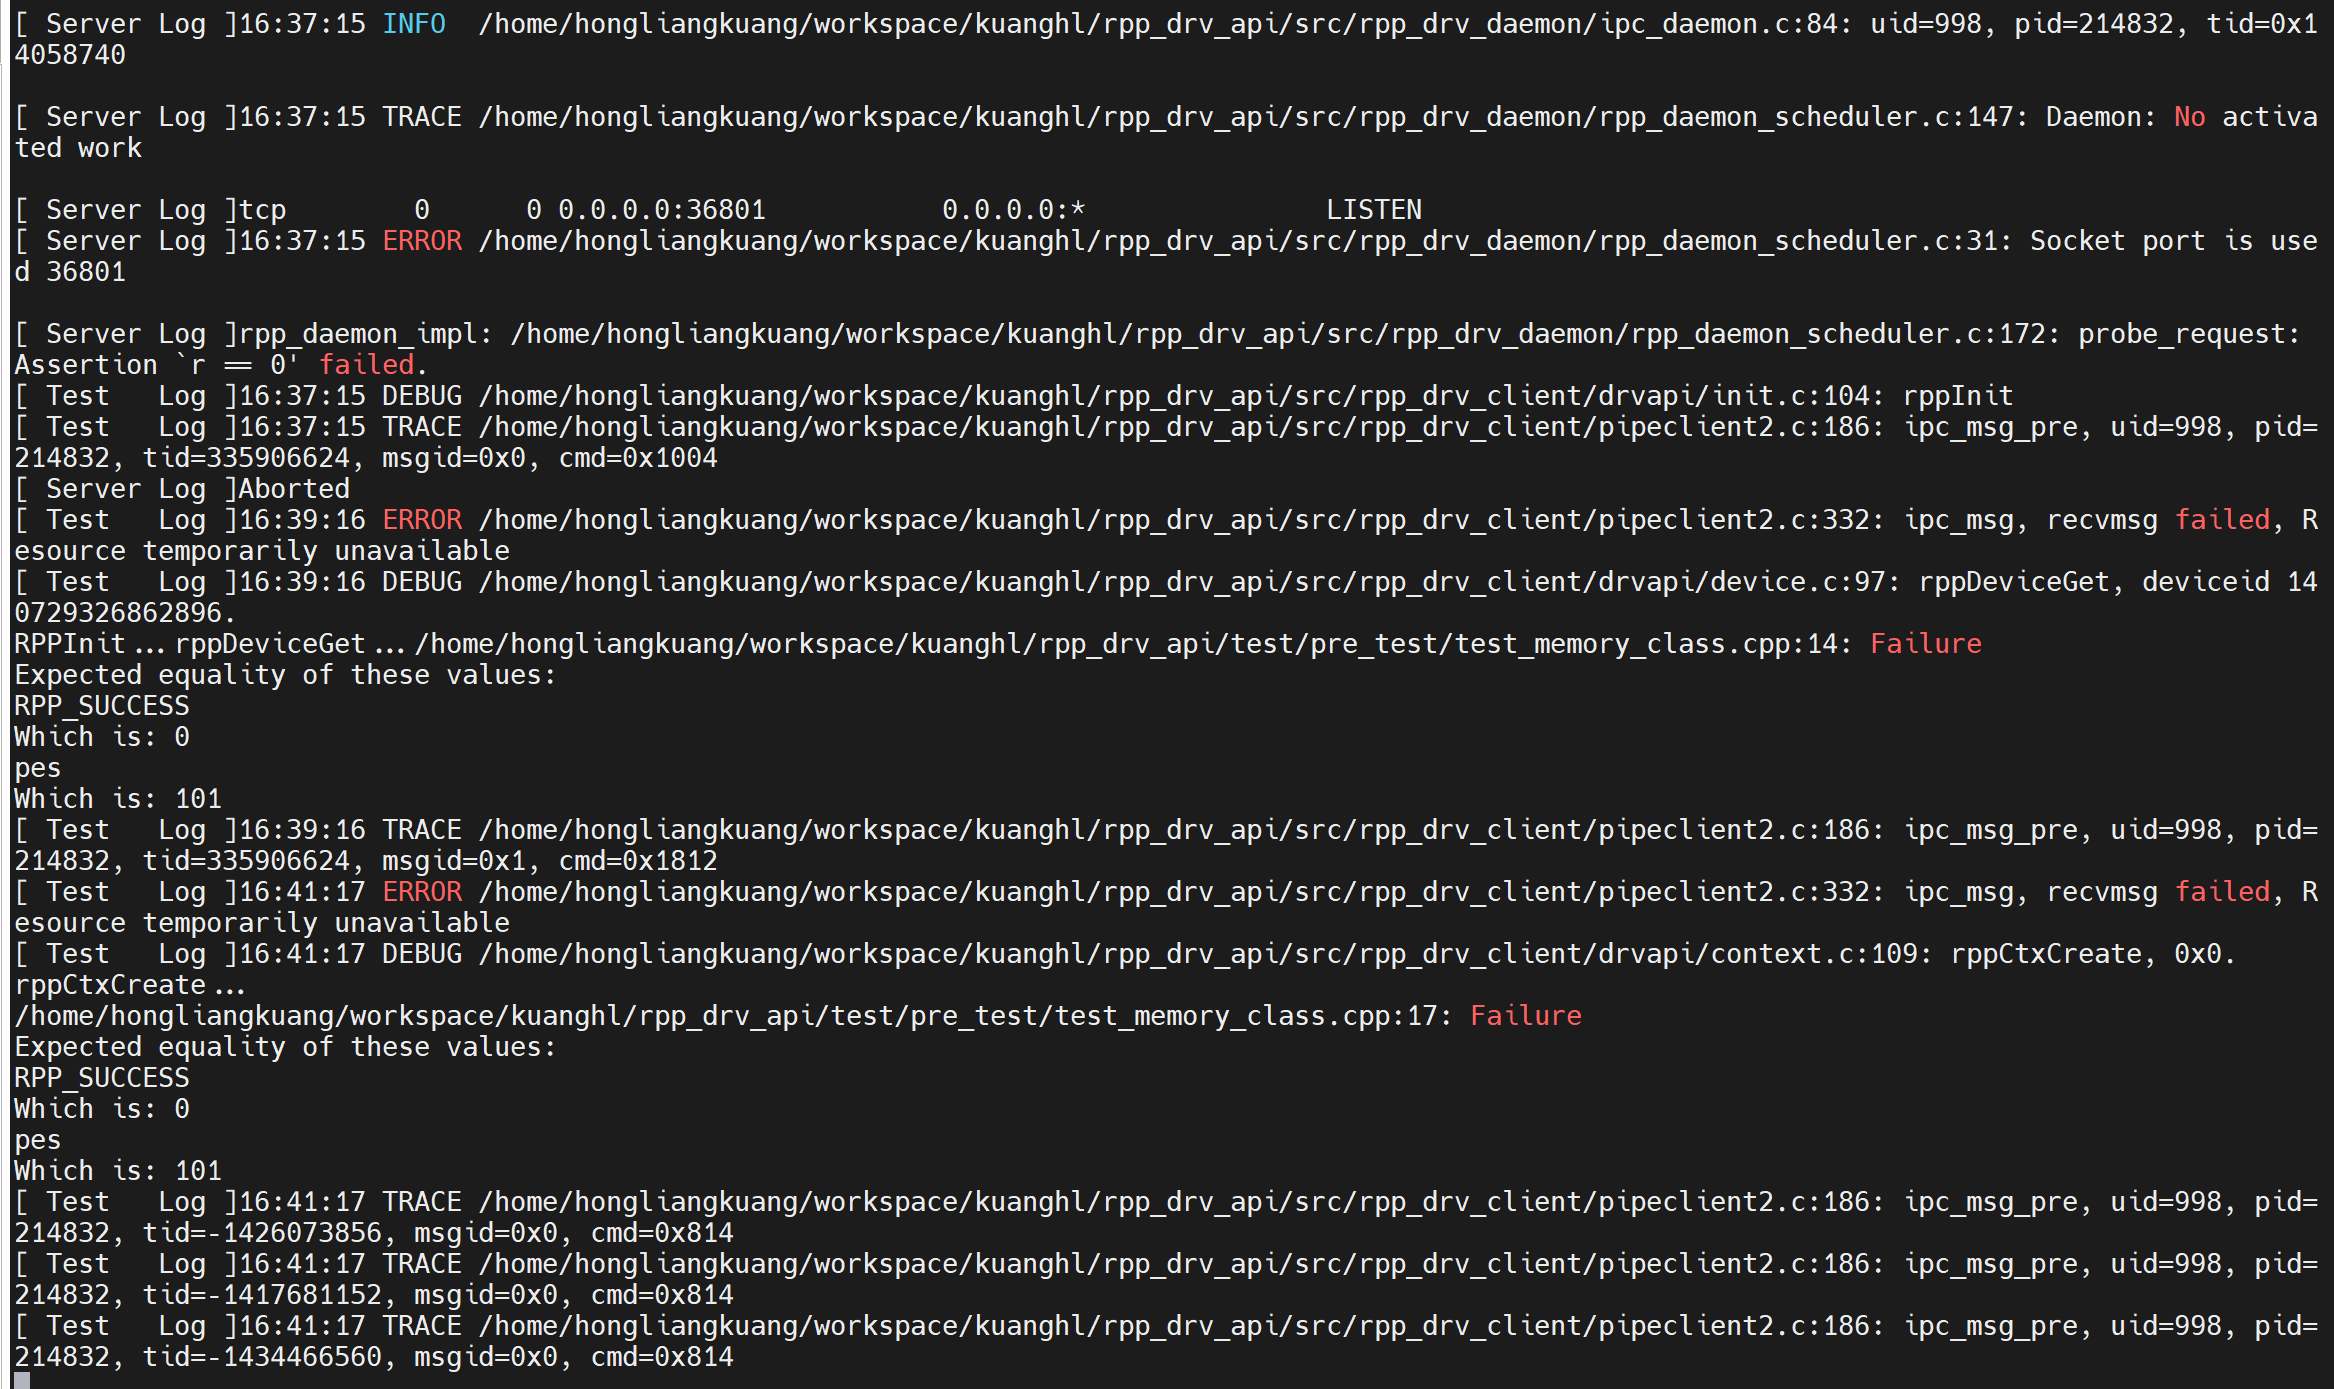 [ Server Log ]16:37:15 INFO  /home/hongliangkuang/workspace/kuanghl/rpp_drv_api/src/rpp_drv_daemon/ipc_daemon.c:84: uid=998, pid=214832, tid=0x1
4058740
[ Server Log ]16:37:15 TRACE /home/hongliangkuang/workspace/kuanghl/rpp_drv_api/src/rpp_drv_daemon/rpp_daemon_scheduler.c:147: Daemon: No activa
ted work
[ Server Log ]tcp        0      0 0.0.0.0:36801           0.0.0.0:*               LISTEN
[ Server Log ]16:37:15 ERROR /home/hongliangkuang/workspace/kuanghl/rpp_drv_api/src/rpp_drv_daemon/rpp_daemon_scheduler.c:31: Socket port is use
d 36801
[ Server Log ]rpp_daemon_impl: /home/hongliangkuang/workspace/kuanghl/rpp_drv_api/src/rpp_drv_daemon/rpp_daemon_scheduler.c:172: probe_request:
Assertion `r == 0' failed.
[ Test   Log ]16:37:15 DEBUG /home/hongliangkuang/workspace/kuanghl/rpp_drv_api/src/rpp_drv_client/drvapi/init.c:104: rppInit
[ Test   Log ]16:37:15 TRACE /home/hongliangkuang/workspace/kuanghl/rpp_drv_api/src/rpp_drv_client/pipeclient2.c:186: ipc_msg_pre, uid=998, pid=
214832, tid=335906624, msgid=0x0, cmd=0x1004
[ Server Log ]Aborted
[ Test   Log ]16:39:16 ERROR /home/hongliangkuang/workspace/kuanghl/rpp_drv_api/src/rpp_drv_client/pipeclient2.c:332: ipc_msg, recvmsg failed, R
esource temporarily unavailable
[ Test   Log ]16:39:16 DEBUG /home/hongliangkuang/workspace/kuanghl/rpp_drv_api/src/rpp_drv_client/drvapi/device.c:97: rppDeviceGet, deviceid 14
0729326862896.
RPPInit...rppDeviceGet.../home/hongliangkuang/workspace/kuanghl/rpp_drv_api/test/pre_test/test_memory_class.cpp:14: Failure
Expected equality of these values:
RPP_SUCCESS
Which is: 0
pes
Which is: 101
[ Test   Log ]16:39:16 TRACE /home/hongliangkuang/workspace/kuanghl/rpp_drv_api/src/rpp_drv_client/pipeclient2.c:186: ipc_msg_pre, uid=998, pid=
214832, tid=335906624, msgid=0x1, cmd=0x1812
[ Test   Log ]16:41:17 ERROR /home/hongliangkuang/workspace/kuanghl/rpp_drv_api/src/rpp_drv_client/pipeclient2.c:332: ipc_msg, recvmsg failed, R
esource temporarily unavailable
[ Test   Log ]16:41:17 DEBUG /home/hongliangkuang/workspace/kuanghl/rpp_drv_api/src/rpp_drv_client/drvapi/context.c:109: rppCtxCreate, 0x0.
rppCtxCreate...
/home/hongliangkuang/workspace/kuanghl/rpp_drv_api/test/pre_test/test_memory_class.cpp:17: Failure
Expected equality of these values:
RPP_SUCCESS
Which is: 0
pes
Which is: 101
[ Test   Log ]16:41:17 TRACE /home/hongliangkuang/workspace/kuanghl/rpp_drv_api/src/rpp_drv_client/pipeclient2.c:186: ipc_msg_pre, uid=998, pid=
214832, tid=-1426073856, msgid=0x0, cmd=0x814
[ Test   Log ]16:41:17 TRACE /home/hongliangkuang/workspace/kuanghl/rpp_drv_api/src/rpp_drv_client/pipeclient2.c:186: ipc_msg_pre, uid=998, pid=
214832, tid=-1417681152, msgid=0x0, cmd=0x814
[ Test   Log ]16:41:17 TRACE /home/hongliangkuang/workspace/kuanghl/rpp_drv_api/src/rpp_drv_client/pipeclient2.c:186: ipc_msg_pre, uid=998, pid=
214832, tid=-1434466560, msgid=0x0, cmd=0x814